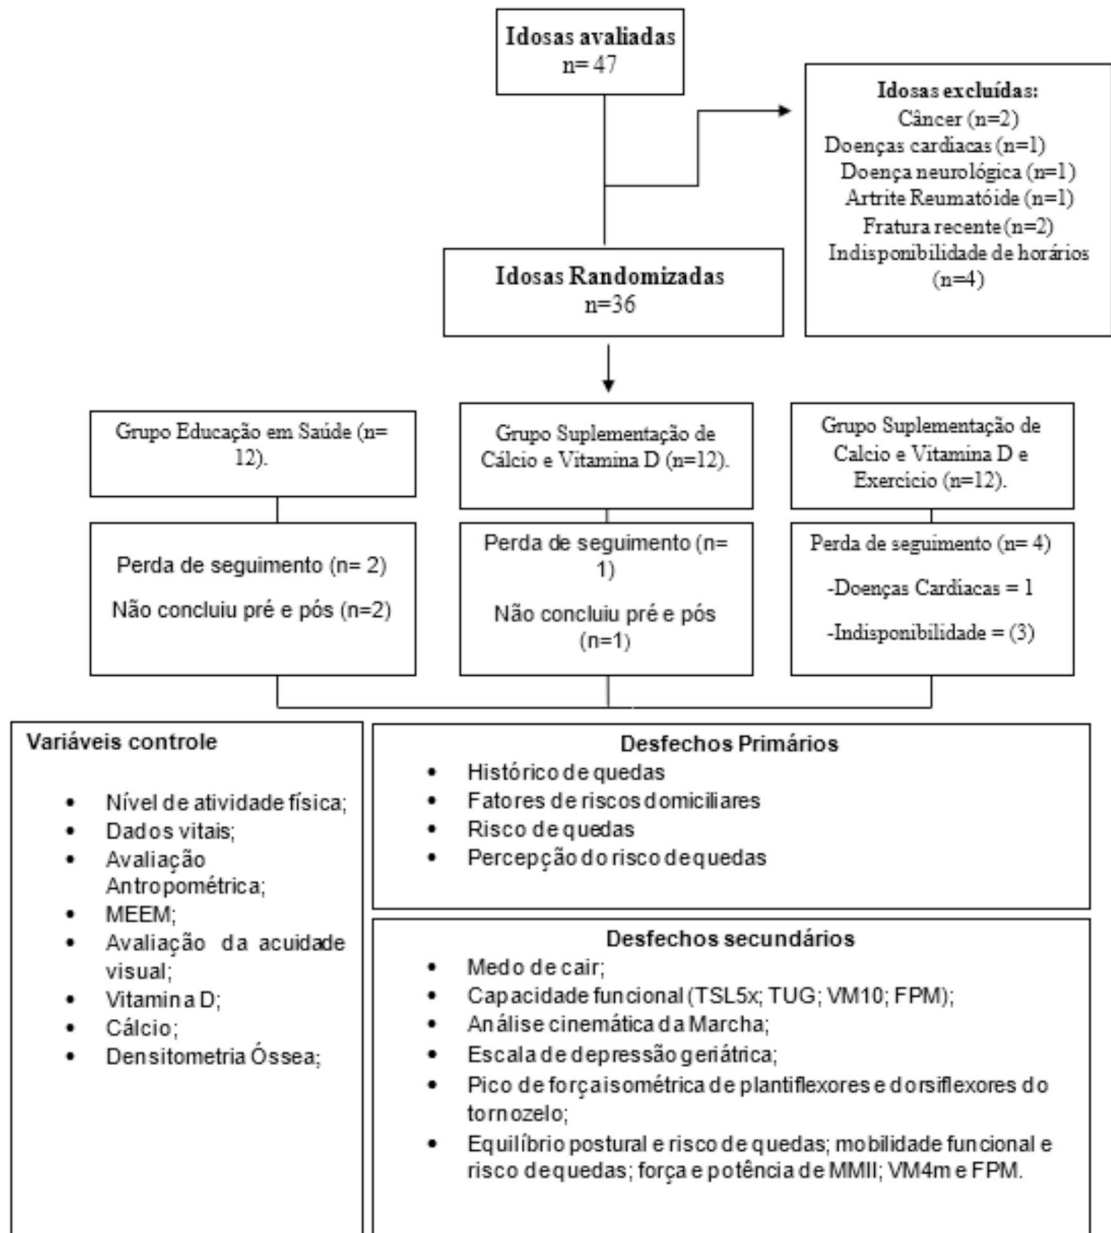 Idosas avaliadas
n= 47
Idosas excluídas:
Câncer (n=2)
Doenças cardíacas (n=1)
Doença neurológica (n=1)
Artrite Reumatóide (n=1)
Fratura recente (n=2)
Indisponibilidade de horários
(n=4)
Idosas Randomizadas
n=36
Grupo Educação em Saúde (n=
12).
Grupo Suplementação de
Cálcio e Vitamina D (n=12).
Grupo Suplementação de
Calcio e Vitamina D e
Exercício (n=12).
Perda de seguimento (n= 2)
Não concluiu pré e pós (n=2)
Perda de seguimento (n=
1)
Não concluiu pré e pós
(n=1)
Perda de seguimento (n= 4)
-Doenças Cardíacas = 1
-Indisponibilidade = (3)
Variáveis controle
• Nível de atividade física;
• Dados vitais;
• Avaliação
Antropométrica;
• MEEM;
• Avaliação da acuidade
visual;
• Vitamina D;
• Cálcio;
• Densitometria Óssea;
Desfechos Primários
• Histórico de quedas
• Fatores de riscos domiciliares
• Risco de quedas
• Percepção do risco de quedas
Desfechos secundários
• Medo de cair;
• Capacidade funcional (TSL5x; TUG; VM10; FPM);
• Análise cinemática da Marcha;
• Escala de depressão geriátrica;
• Pico de força isométrica de plantiflexores e dorsiflexores do
tornozelo;
• Equilíbrio postural e risco de quedas; mobilidade funcional e
risco de quedas; força e potência de MMII; VM4m e FPM.